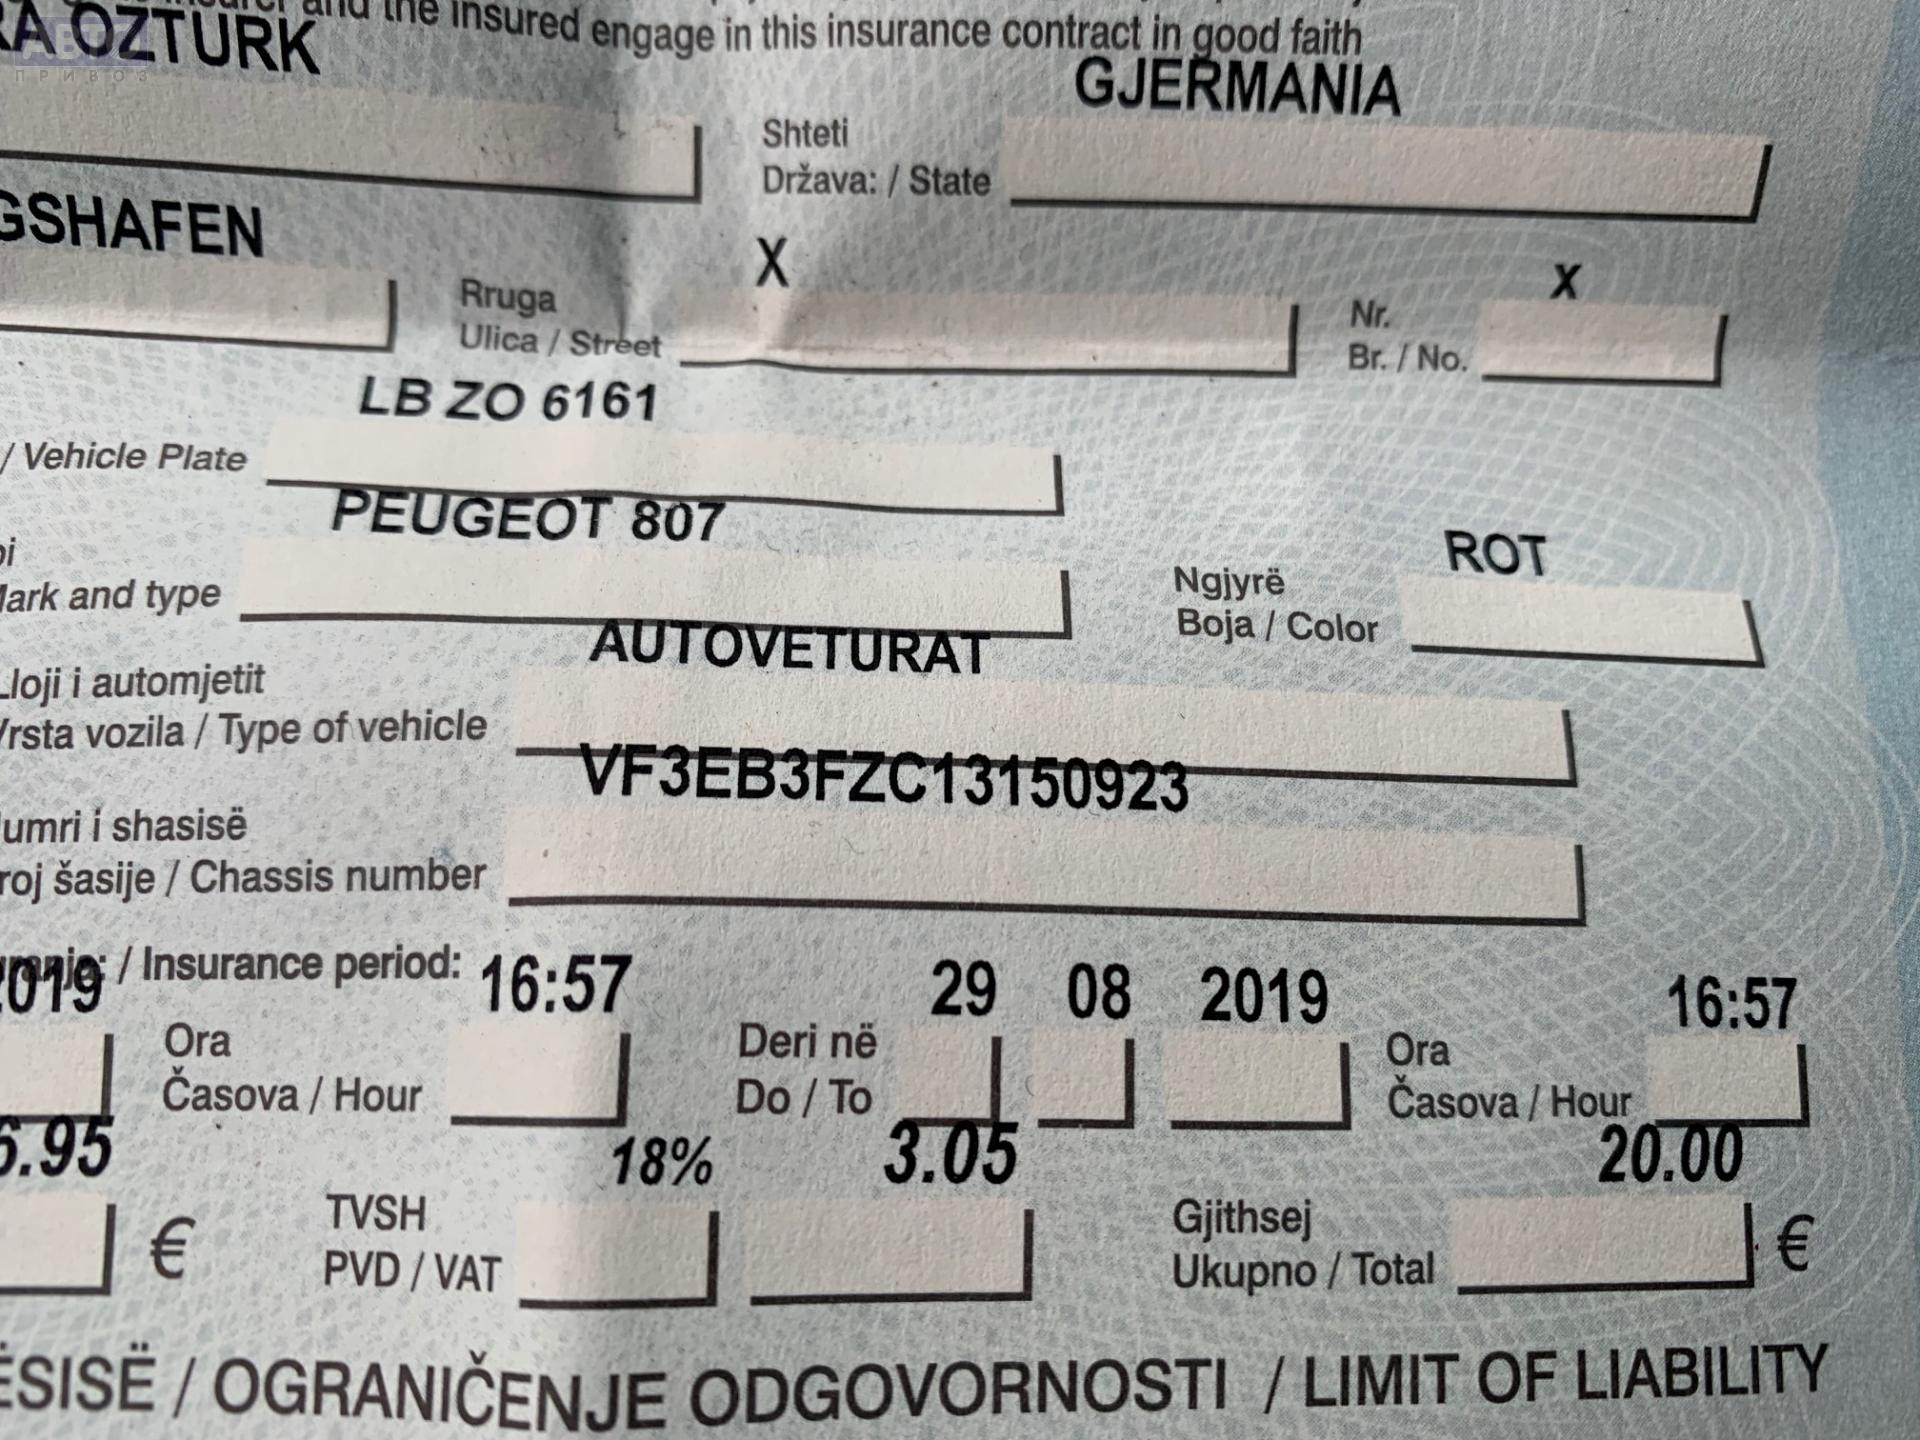 and the insured engage in this insurance contract in good faith
RA OZTURK
АВТО
ПРИВОЗ
GJERMANIA
Shteti
Država: / State
GSHAFEN
X
X
Rruga
Ulica / Street
Nr.
Br. / No.
LB ZO 6161
/ Vehicle Plate
PEUGEOT 807
ROT
Mark and type
Ngjyrë
Boja / Color
AUTOVETURAT
Lloji i automjetit
Vrsta vozila / Type of vehicle
VF3EB3FZC13150923
umri i shasisë
roj šasije / Chassis number
/ Insurance period:
2019
16:57
29 08 2019
16:57
Ora
Časova / Hour
Deri në
Do / To
Ora
Časova / Hour
6.95
18%
3.05
20.00
€
TVSH
PVD / VAT
Gjithsej
Ukupno / Total
€
ËSISË / OGRANIČENJE ODGOVORNOSTI / LIMIT OF LIABILITY